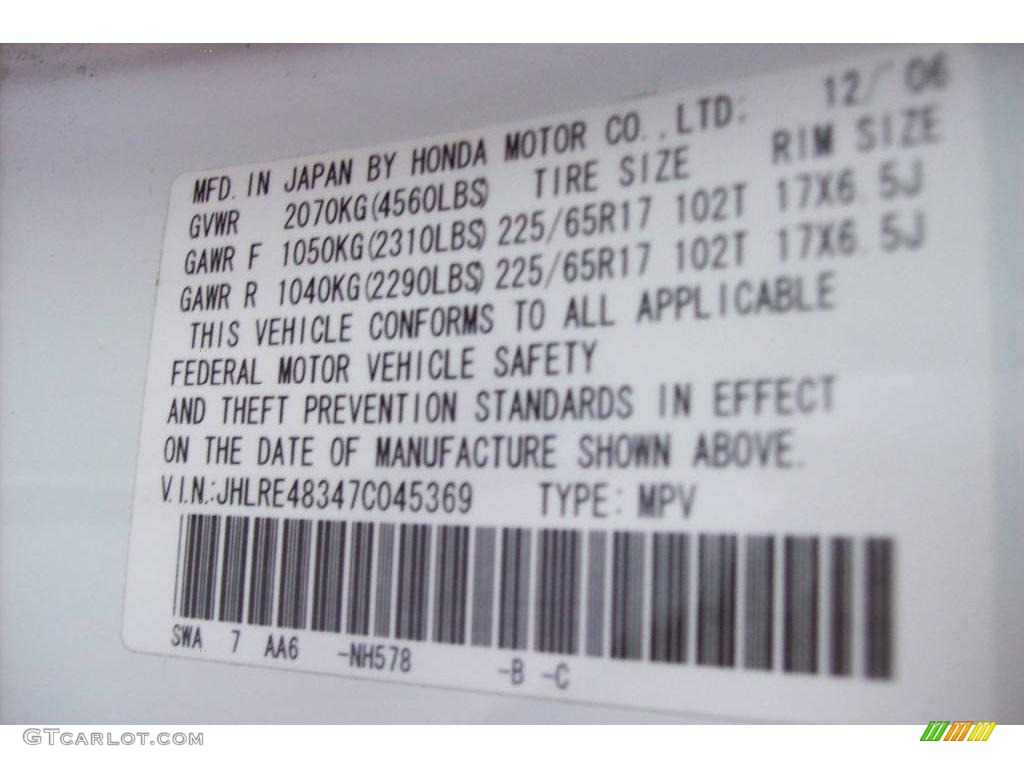 MFD. IN JAPAN BY HONDA MOTOR CO., LTD: 12/'06
GVWR 2070KG(4560LBS) TIRE SIZE RIM SIZE
GAWR F 1050KG(2310LBS) 225/65R17 102T 17X6.5J
GAWR R 1040KG(2290LBS) 225/65R17 102T 17X6.5J
THIS VEHICLE CONFORMS TO ALL APPLICABLE
FEDERAL MOTOR VEHICLE SAFETY
AND THEFT PREVENTION STANDARDS IN EFFECT
ON THE DATE OF MANUFACTURE SHOWN ABOVE.
V.I.N.:JHLRE48347C045369 TYPE: MPV
SWA 7 AA6 -NH578 -B -C
GTCARLOT.COM